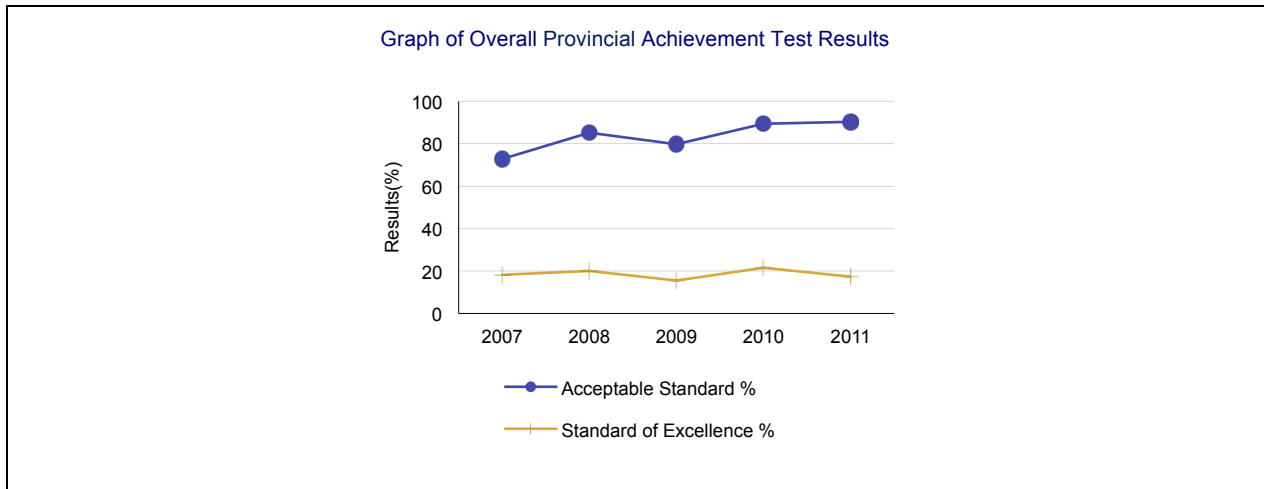 Graph of Overall Provincial Achievement Test Results
100
80
60
40
20
0
Results(%)
2007 2008 2009 2010 2011
Acceptable Standard %
Standard of Excellence %